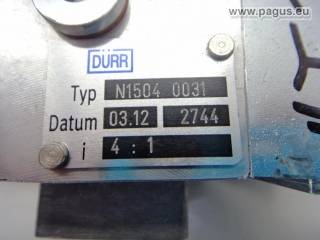 © www.pagus.eu
DÜRR
Typ N1504 0031
Datum 03.12 2744
i 4 : 1